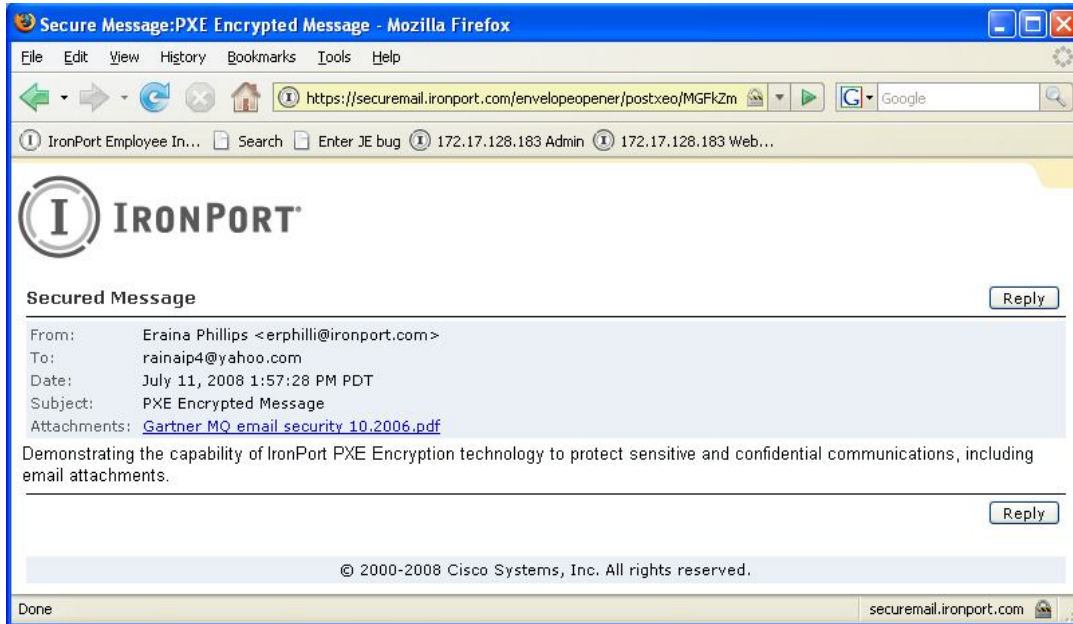 Secure Message:PXE Encrypted Message - Mozilla Firefox
File Edit View History Bookmarks Tools Help
https://securemail.ironport.com/envelopeopener/postxeo/MGFkZm
G Google
IronPort Employee In... Search Enter JE bug 172.17.128.183 Admin 172.17.128.183 Web...
I IRONPORT
Secured Message Reply
From: Eraina Phillips <erphilli@ironport.com>
To: rainaip4@yahoo.com
Date: July 11, 2008 1:57:28 PM PDT
Subject: PXE Encrypted Message
Attachments: Gartner MQ email security 10.2006.pdf
Demonstrating the capability of IronPort PXE Encryption technology to protect sensitive and confidential communications, including
email attachments.
Reply
© 2000-2008 Cisco Systems, Inc. All rights reserved.
Done securemail.ironport.com